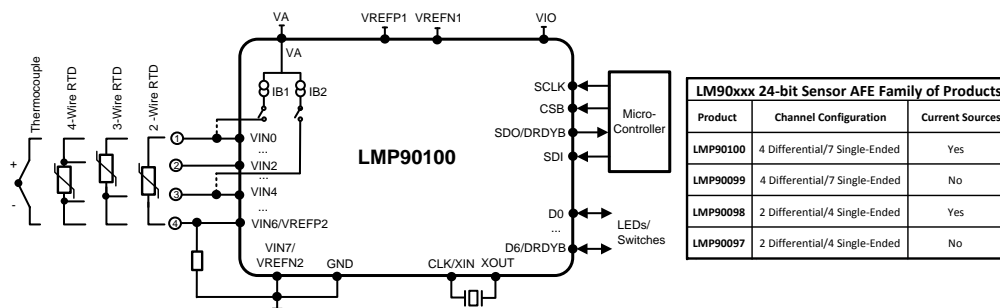 VA
VREFP1
VREFN1
VIO
VA
IB1
IB2
Thermocouple
4-Wire RTD
3-Wire RTD
2 -Wire RTD
+
-
1
2
3
4
VIN0
...
VIN2
...
VIN4
...
VIN6/VREFP2
VIN7/
VREFN2
GND
CLK/XIN
XOUT
LMP90100
SCLK
CSB
SDO/DRDYB
SDI
Micro-
Controller
D0
...
D6/DRDYB
LEDs/
Switches
LM90xxx 24-bit Sensor AFE Family of Products
Product Channel Configuration Current Sources
LMP90100 4 Differential/7 Single-Ended Yes
LMP90099 4 Differential/7 Single-Ended No
LMP90098 2 Differential/4 Single-Ended Yes
LMP90097 2 Differential/4 Single-Ended No